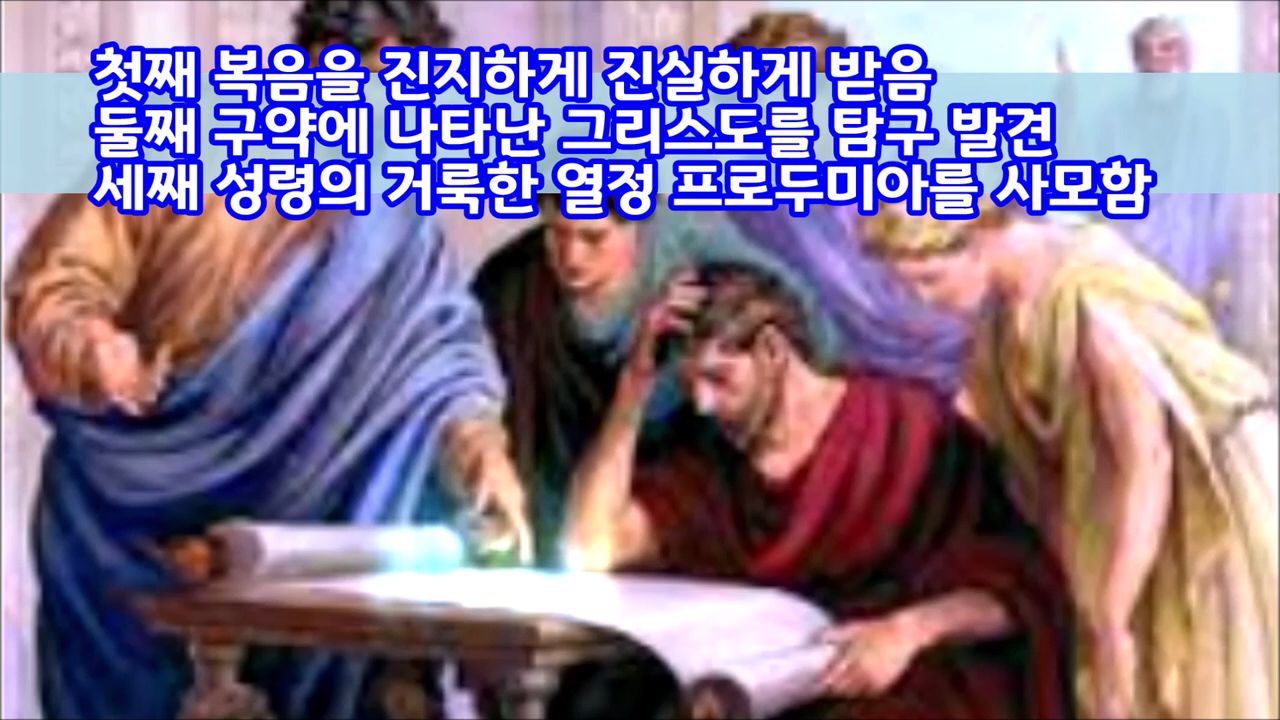 첫째 복음을 진지하게 진실하게 받음
둘째 구약에 나타난 그리스도를 탐구 발견
세째 성령의 거룩한 열정 프로두미아를 사모함